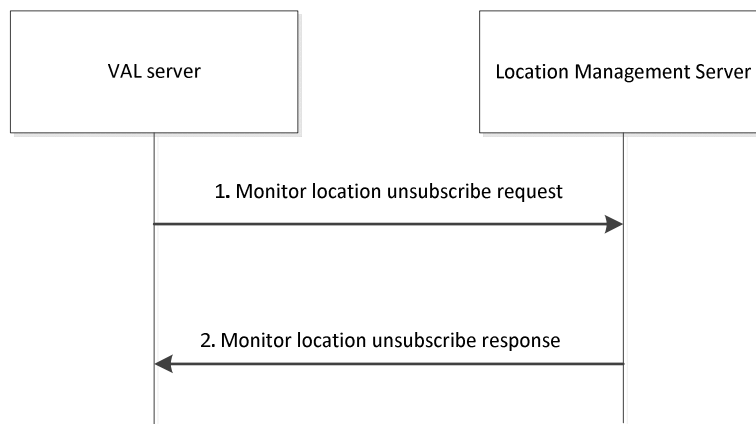 VAL server
Location Management Server
1. Monitor location unsubscribe request
2. Monitor location unsubscribe response